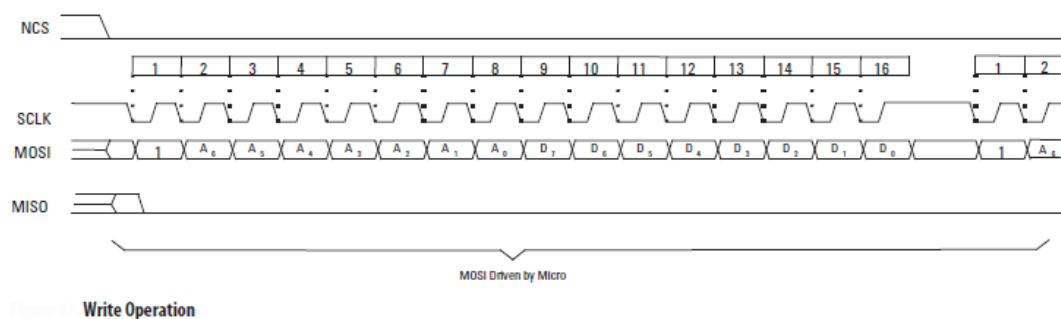 NCS
1 2 3 4 5 6 7 8 9 10 11 12 13 14 15 16 1 2
SCLK
MOSI 1 A6 A5 A4 A3 A2 A1 A0 D7 D6 D5 D4 D3 D2 D1 D0 1 A6
MISO
MOSI Driven by Micro
Write Operation